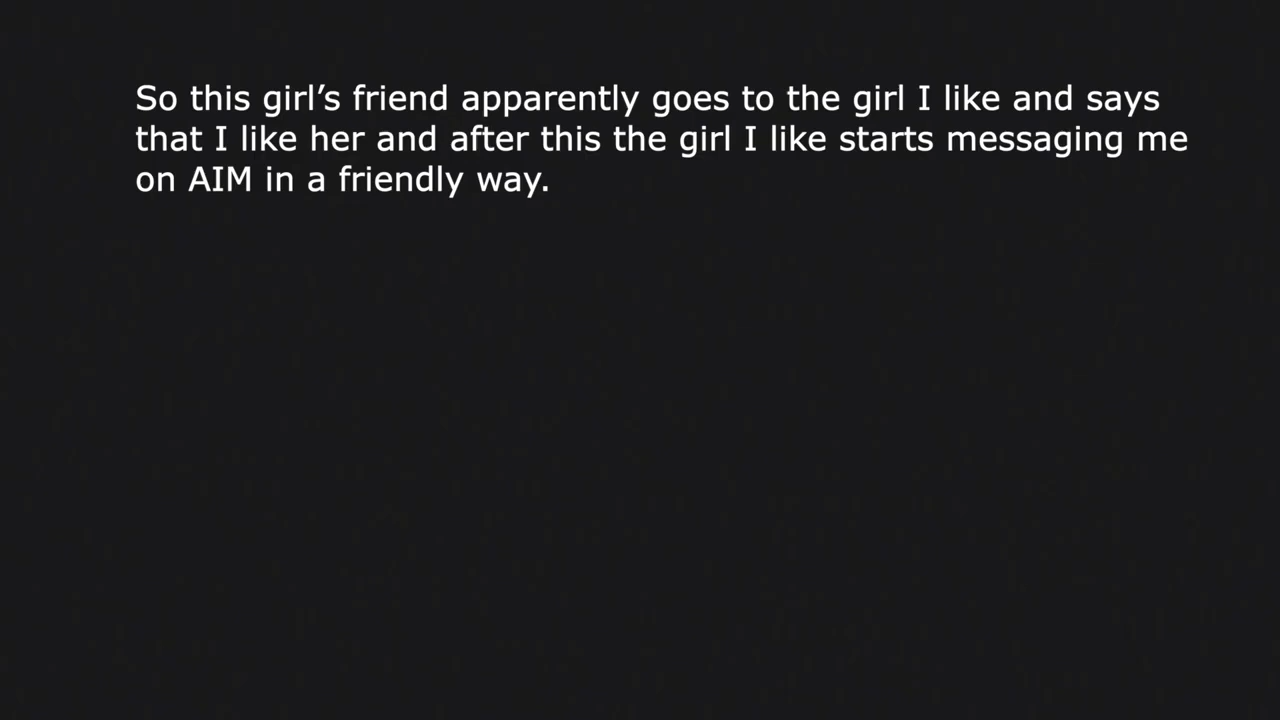 So this girl’s friend apparently goes to the girl I like and says
that I like her and after this the girl I like starts messaging me
on AIM in a friendly way.